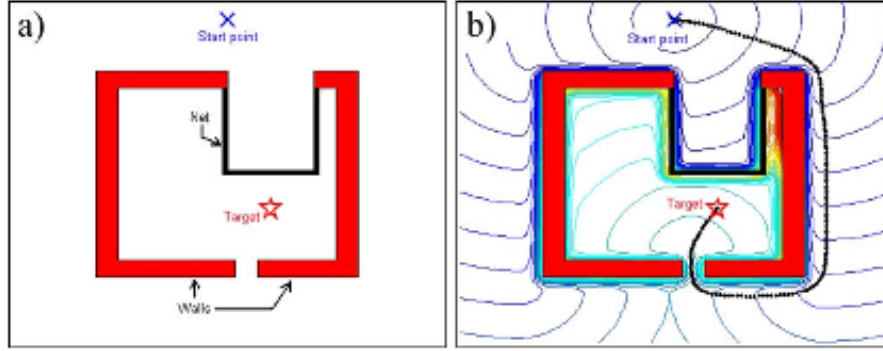 a)
Start point
Net
Target
Walls
b)
Start point
Target